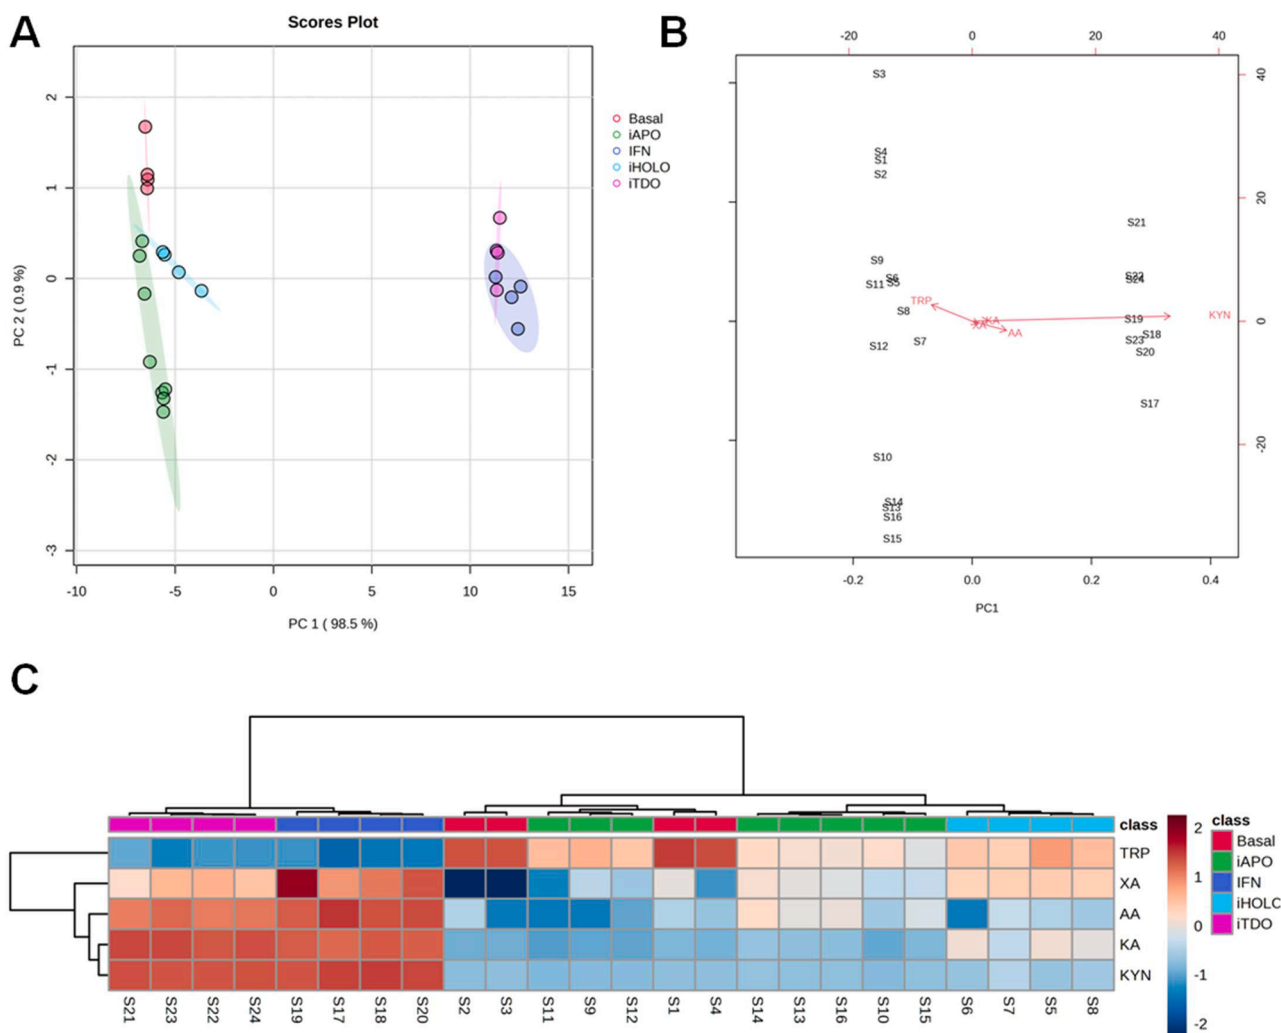 A
Scores Plot
2
1
0
-1
-2
-3
PC 2 ( 0.9 %)
-10 -5 0 5 10 15
PC 1 ( 98.5 %)
Basal
iAPO
IFN
iHOLO
iTDO
B
-20 0 20 40
S3
S4
S1
S2
S21
S9
S6
S5
S11
S22
S24
TRP
S8
KA
XA
AA
S19
KYN
S18
S12
S7
S23
S20
S17
S10
S14
S13
S16
S15
40
20
0
-20
-0.2 0.0 0.2 0.4
PC1
C
class
TRP
XA
AA
KA
KYN
S21 S23 S22 S24 S19 S17 S18 S20 S2 S3 S11 S9 S12 S1 S4 S14 S13 S16 S10 S15 S6 S7 S5 S8
2
1
0
-1
-2
class
Basal
iAPO
IFN
iHOLC
iTDO